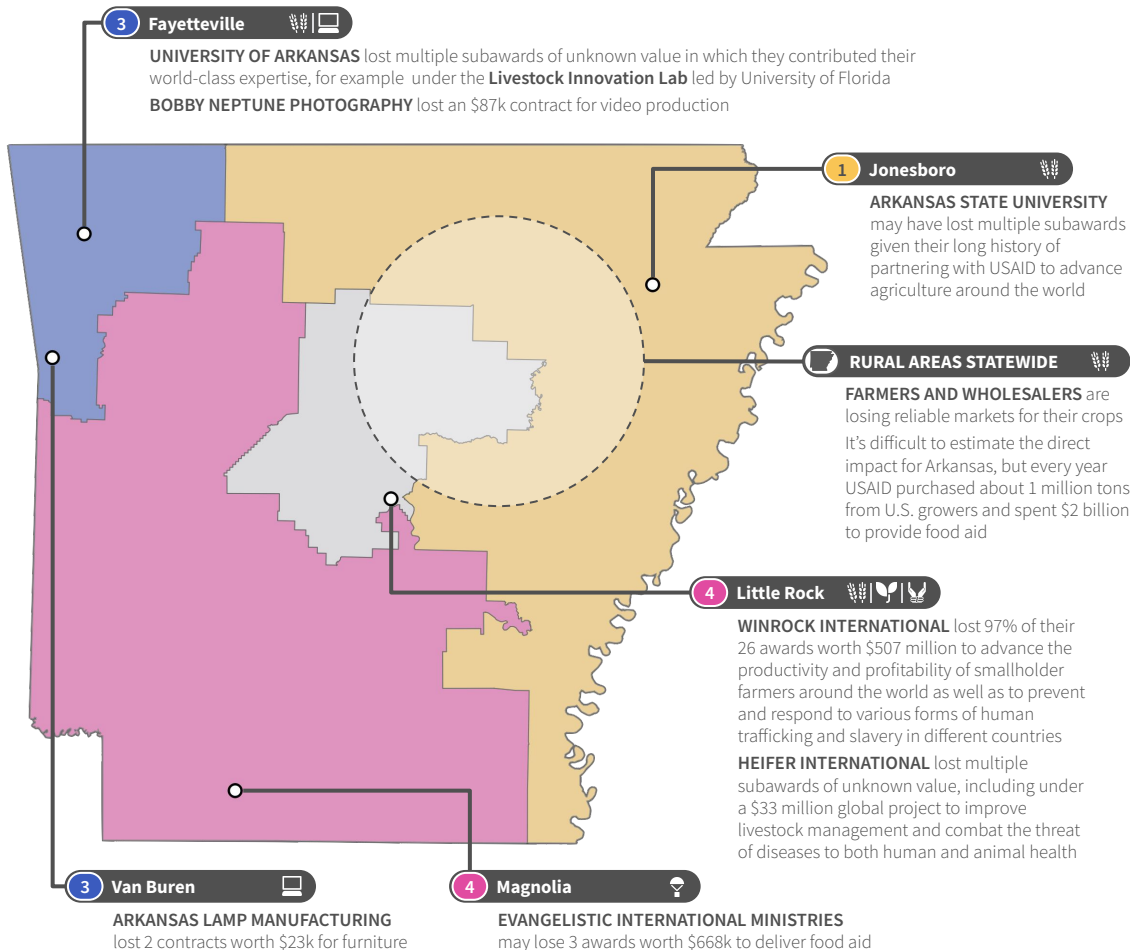 3 Fayetteville
UNIVERSITY OF ARKANSAS lost multiple subawards of unknown value in which they contributed their
world-class expertise, for example under the Livestock Innovation Lab led by University of Florida
BOBBY NEPTUNE PHOTOGRAPHY lost an $87k contract for video production
1 Jonesboro
ARKANSAS STATE UNIVERSITY
may have lost multiple subawards
given their long history of
partnering with USAID to advance
agriculture around the world
RURAL AREAS STATEWIDE
FARMERS AND WHOLESALERS are
losing reliable markets for their crops
It’s difficult to estimate the direct
impact for Arkansas, but every year
USAID purchased about 1 million tons
from U.S. growers and spent $2 billion
to provide food aid
4 Little Rock
WINROCK INTERNATIONAL lost 97% of their
26 awards worth $507 million to advance the
productivity and profitability of smallholder
farmers around the world as well as to prevent
and respond to various forms of human
trafficking and slavery in different countries
HEIFER INTERNATIONAL lost multiple
subawards of unknown value, including under
a $33 million global project to improve
livestock management and combat the threat
of diseases to both human and animal health
3 Van Buren
ARKANSAS LAMP MANUFACTURING
lost 2 contracts worth $23k for furniture
4 Magnolia
EVANGELISTIC INTERNATIONAL MINISTRIES
may lose 3 awards worth $668k to deliver food aid